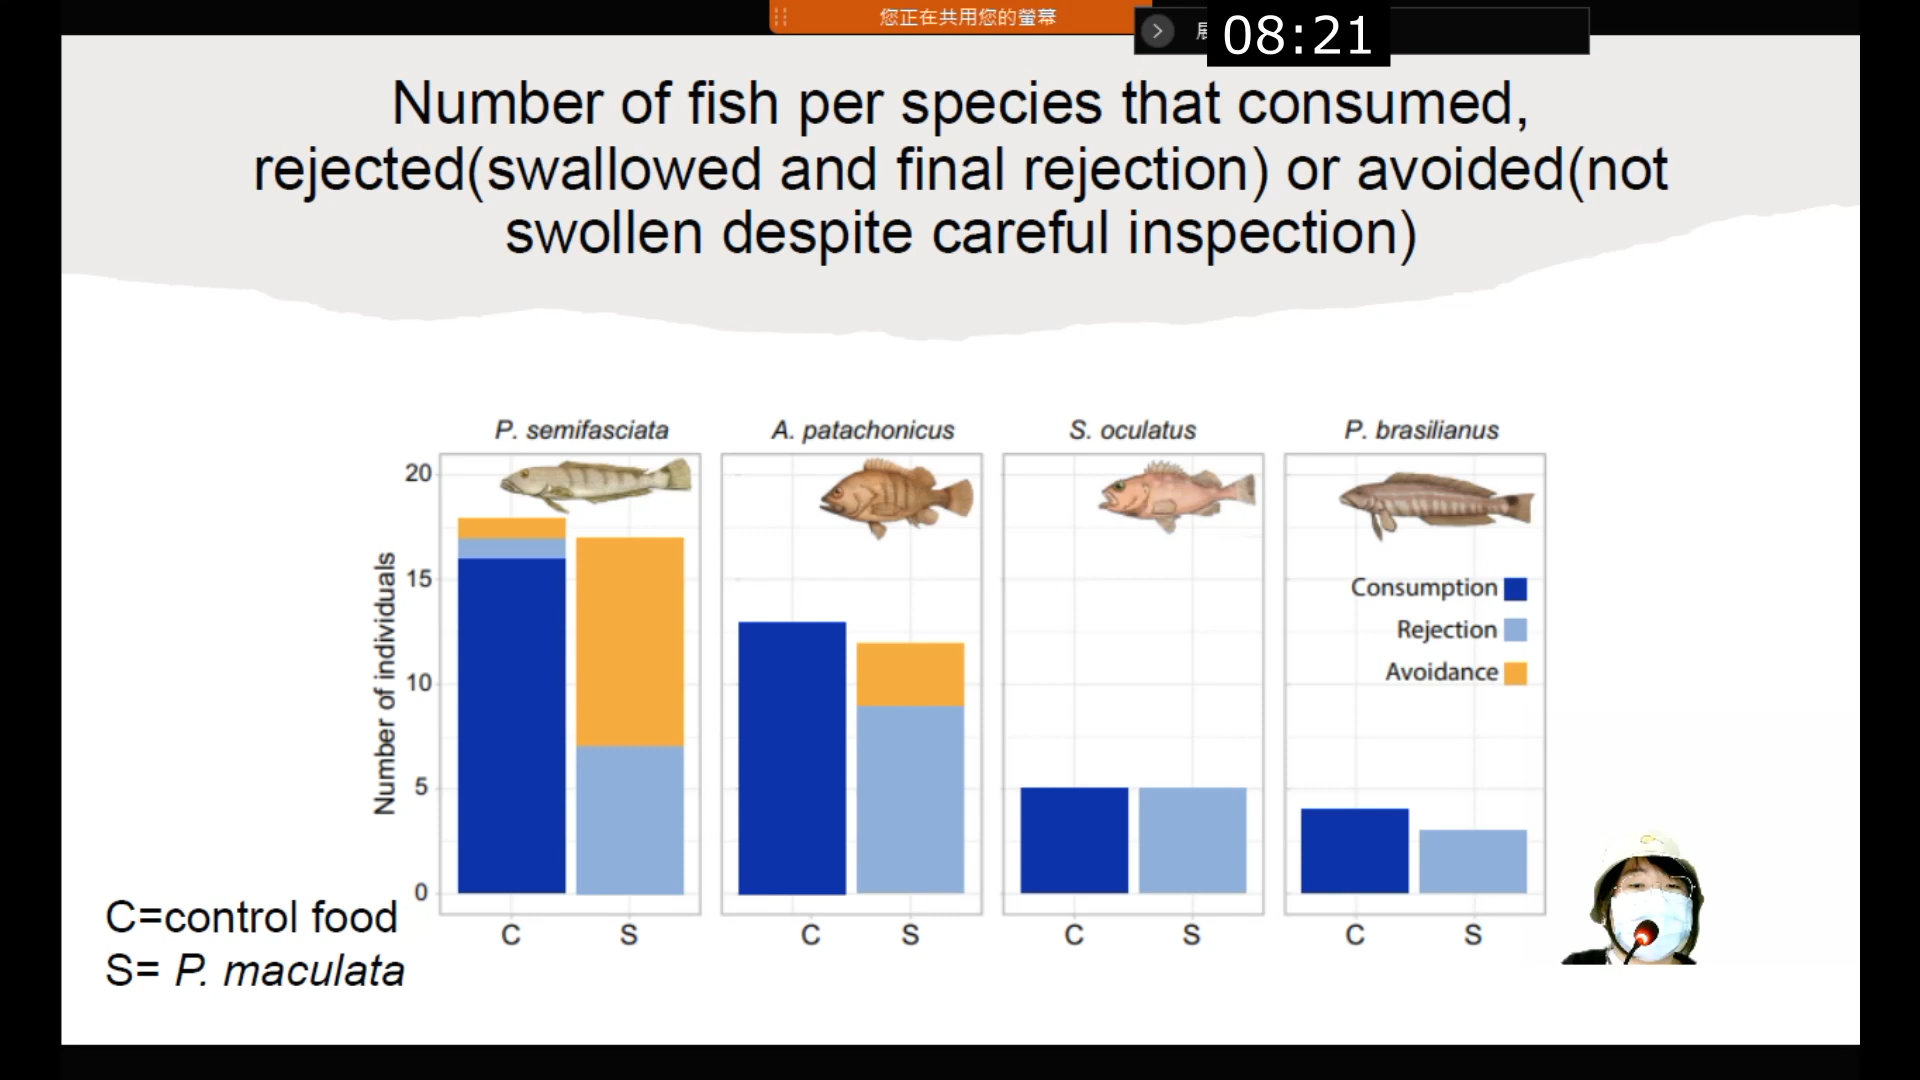 您正在共用您的螢幕
08:21
Number of fish per species that consumed,
rejected(swallowed and final rejection) or avoided(not
swollen despite careful inspection)
P. semifasciata
A. patachonicus
S. oculatus
P. brasilianus
Number of individuals
20
15
10
5
0
Consumption
Rejection
Avoidance
C S
C S
C S
C S
C=control food
S= P. maculata